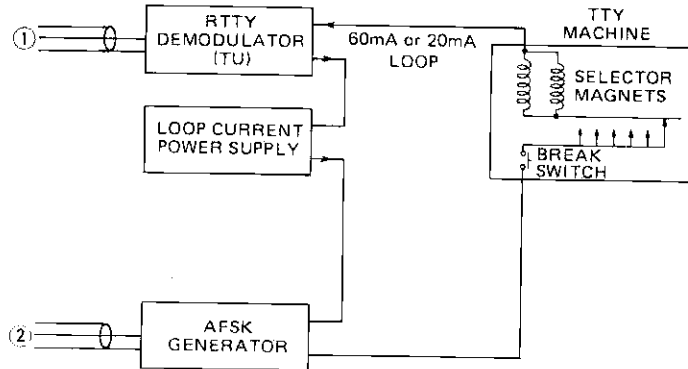 RTTY
DEMODULATOR
(TU)
60mA or 20mA
LOOP
TTY
MACHINE
SELECTOR
MAGNETS
1
LOOP CURRENT
POWER SUPPLY
BREAK
SWITCH
2
AFSK
GENERATOR